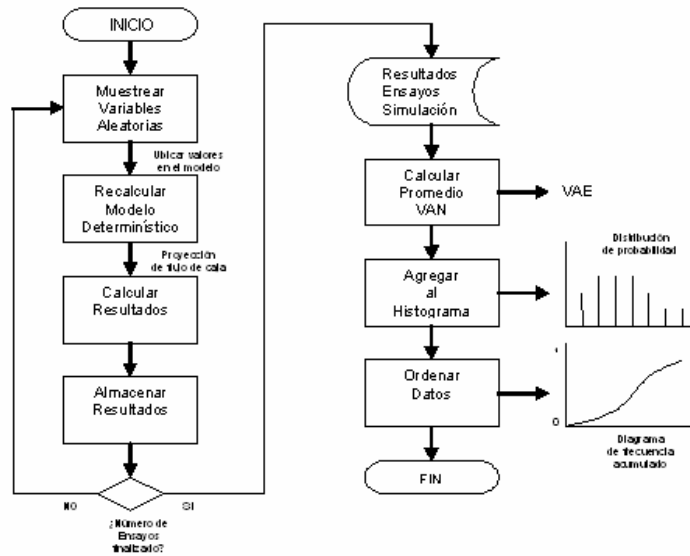 INICIO
Muestrear
Variables
Aleatorias
Ubicar valores
en el modelo
Recalcular
Modelo
Determinístico
Proyección
de flujo de caja
Calcular
Resultados
Almacenar
Resultados
NO
SI
¿Número de
Ensayos
finalizado?
Resultados
Ensayos
Simulación
Calcular
Promedio
VAN
VAE
Distribución
de probabilidad
Agregar
al
Histograma
Ordenar
Datos
1
0
Diagrama
de frecuencia
acumulado
FIN